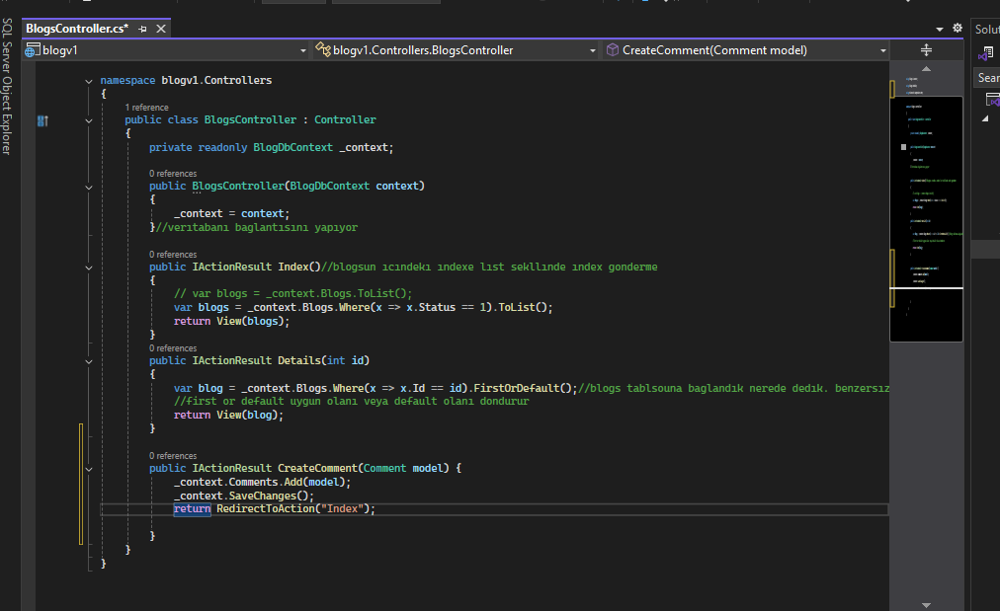 BlogsController.cs*
SQL Server Object Explorer
Solut
blogv1
blogv1.Controllers.BlogsController
CreateComment(Comment model)
Sear
namespace blogv1.Controllers
{
1 reference
public class BlogsController : Controller
{
private readonly BlogDbContext _context;
0 references
public BlogsController(BlogDbContext context)
{
_context = context;
}//verıtabanı baglantısını yapıyor
0 references
public IActionResult Index()//blogsun ıcındekı ındexe lıst sekllınde ındex gonderme
{
// var blogs = _context.Blogs.ToList();
var blogs = _context.Blogs.Where(x => x.Status == 1).ToList();
return View(blogs);
}
0 references
public IActionResult Details(int id)
{
var blog = _context.Blogs.Where(x => x.Id == id).FirstOrDefault();//blogs tablsouna baglandık nerede dedık. benzersız
//fırst or default uygun olanı veya default olanı dondurur
return View(blog);
}
0 references
public IActionResult CreateComment(Comment model) {
_context.Comments.Add(model);
_context.SaveChanges();
return RedirectToAction("Index");
}
}
}